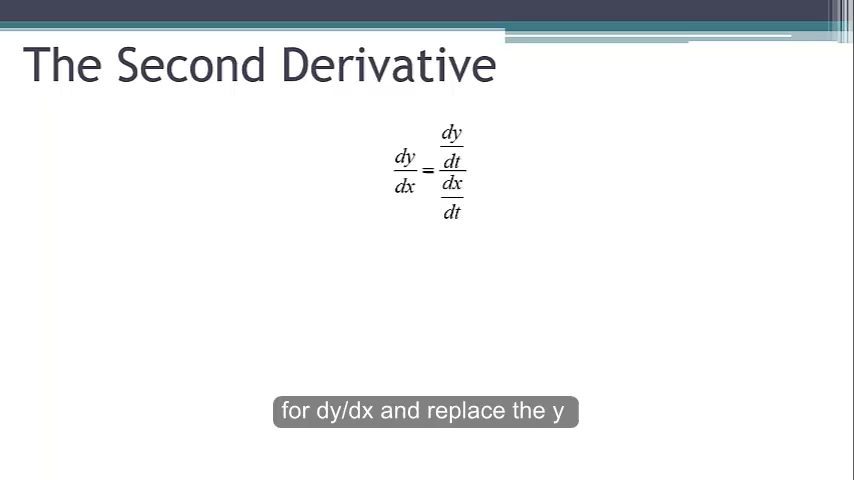 The Second Derivative
dy/dx = (dy/dt)/(dx/dt)
for dy/dx and replace the y